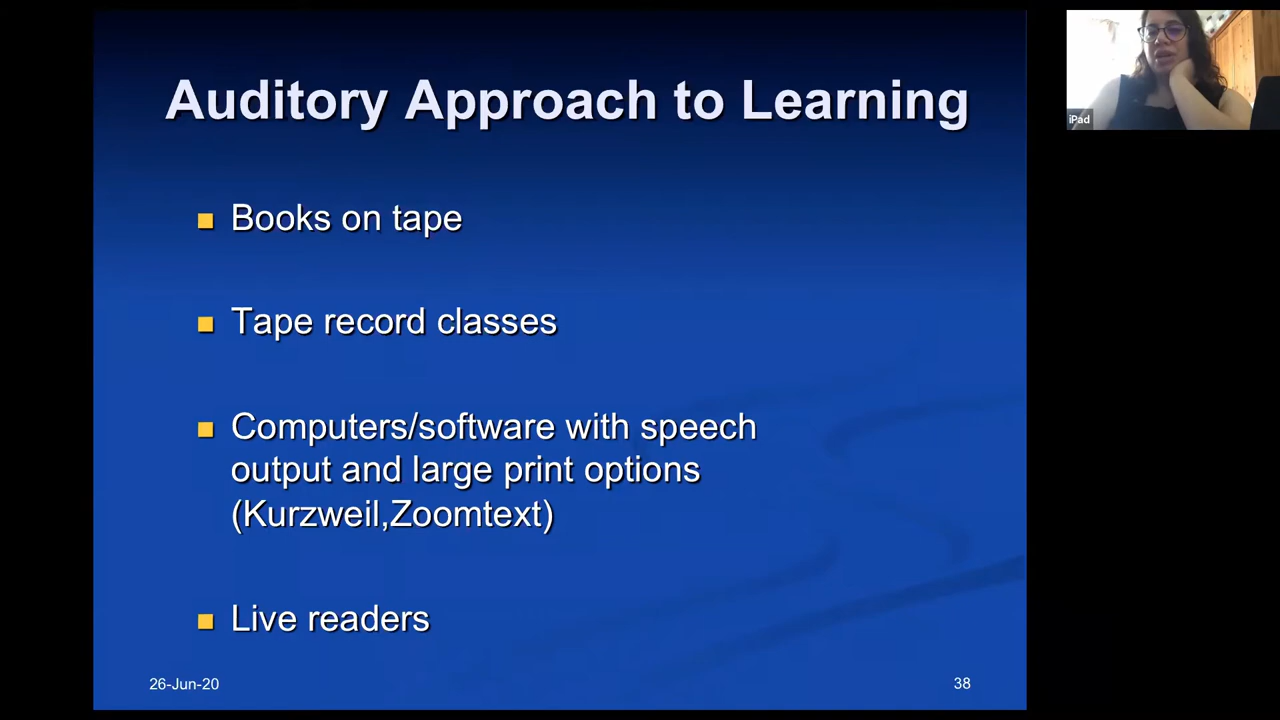 Auditory Approach to Learning
Books on tape
Tape record classes
Computers/software with speech
output and large print options
(Kurzweil,Zoomtext)
Live readers
26-Jun-20
38
iPad